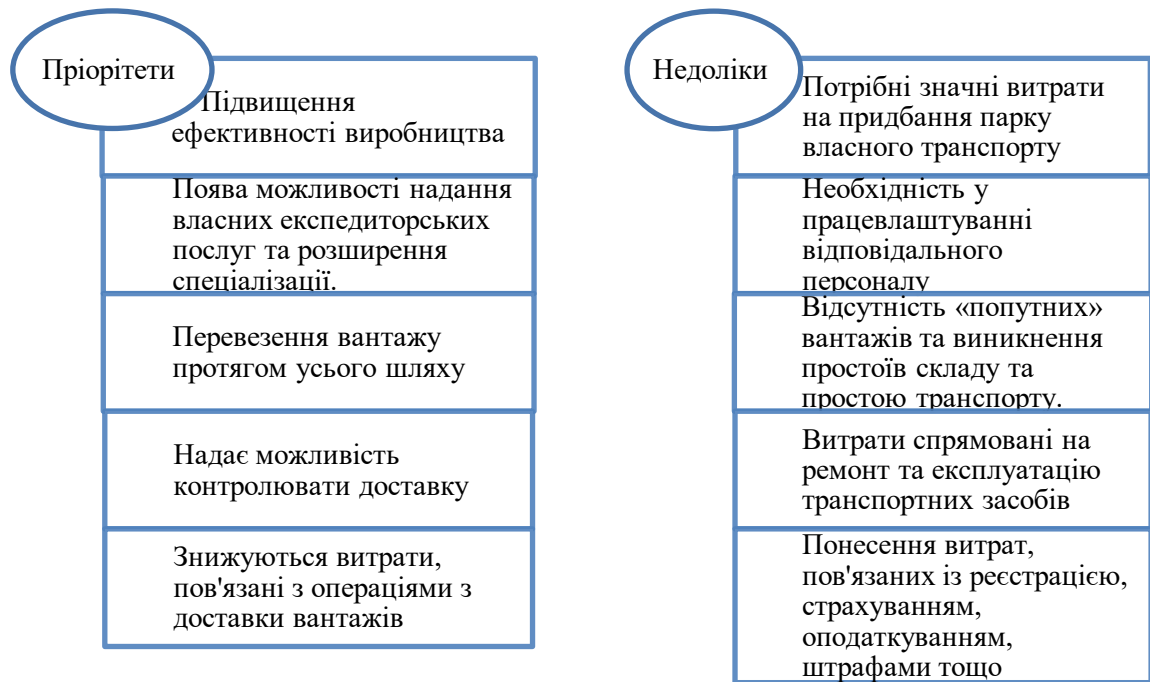 Пріорітети
Підвищення
ефективності виробництва
Поява можливості надання
власних експедиторських
послуг та розширення
спеціалізації.
Перевезення вантажу
протягом усього шляху
Надає можливість
контролювати доставку
Знижуються витрати,
пов'язані з операціями з
доставки вантажів
Недоліки
Потрібні значні витрати
на придбання парку
власного транспорту
Необхідність у
працевлаштуванні
відповідального
персоналу
Відсутність «попутних»
вантажів та виникнення
простоїв складу та
простою транспорту.
Витрати спрямовані на
ремонт та експлуатацію
транспортних засобів
Понесення витрат,
пов'язаних із реєстрацією,
страхуванням,
оподаткуванням,
штрафами тощо